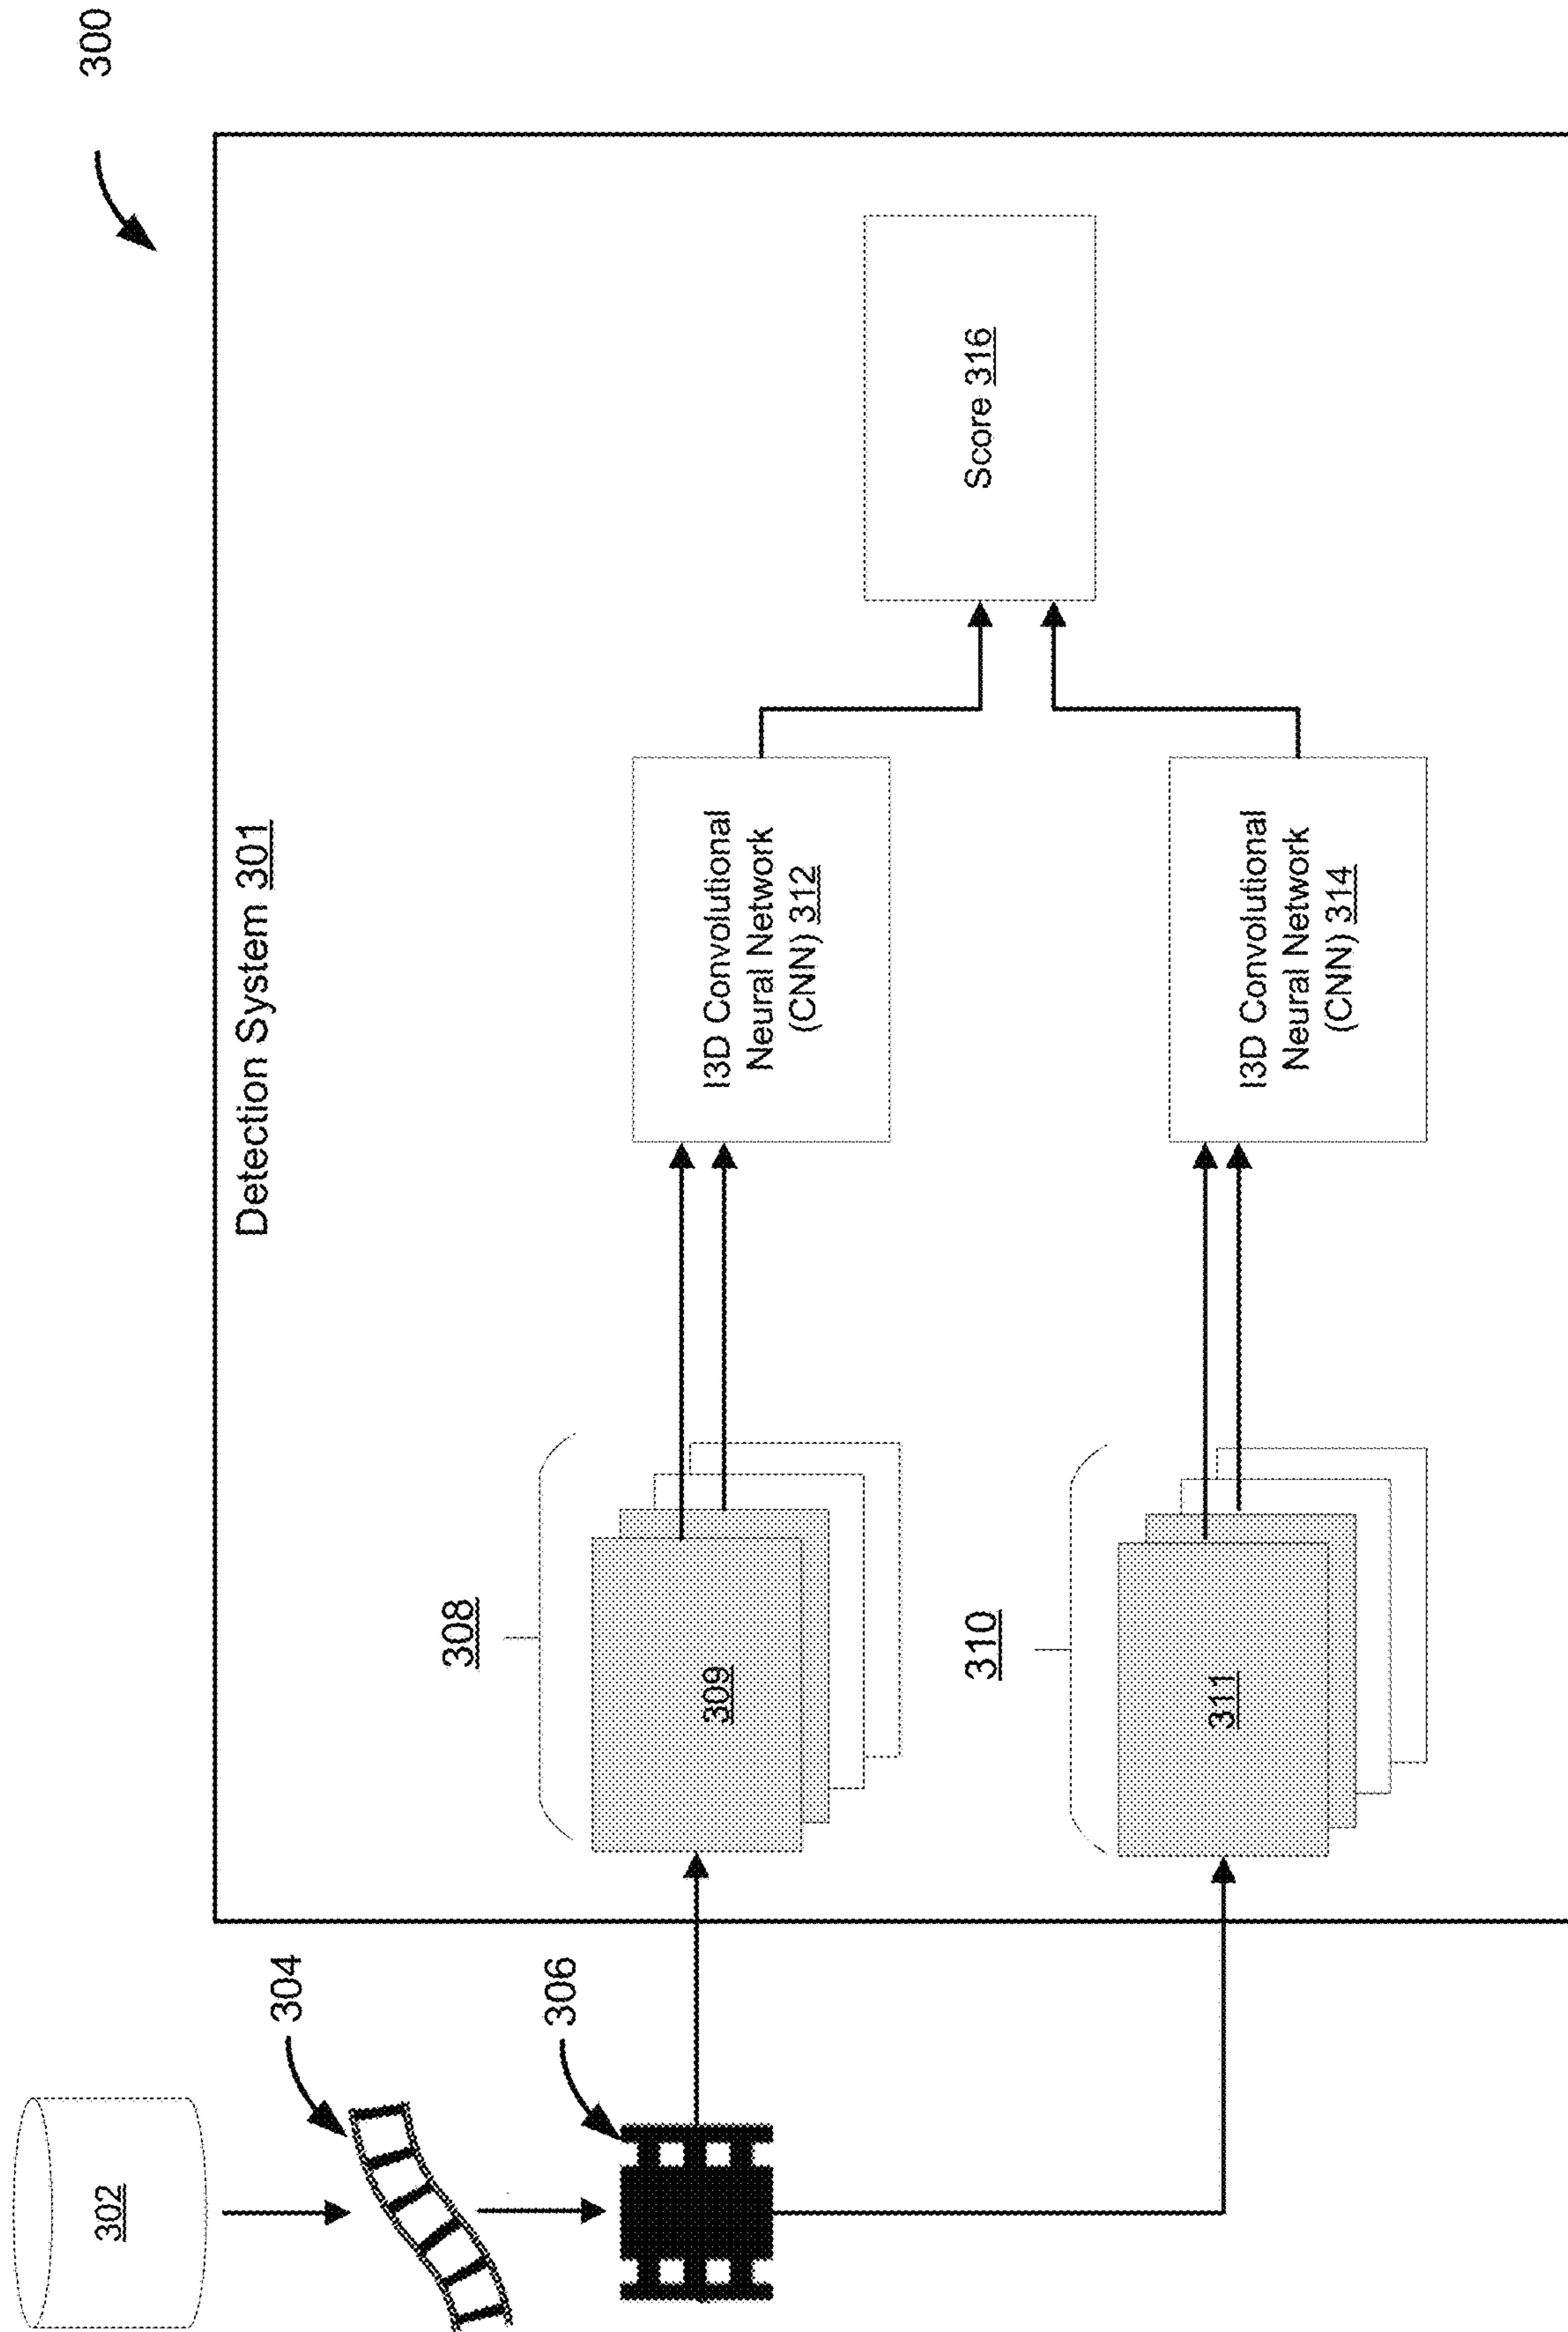 300
Detection System 301
302
304
306
308
309
I3D Convolutional
Neural Network
(CNN) 312
Score 316
310
311
I3D Convolutional
Neural Network
(CNN) 314